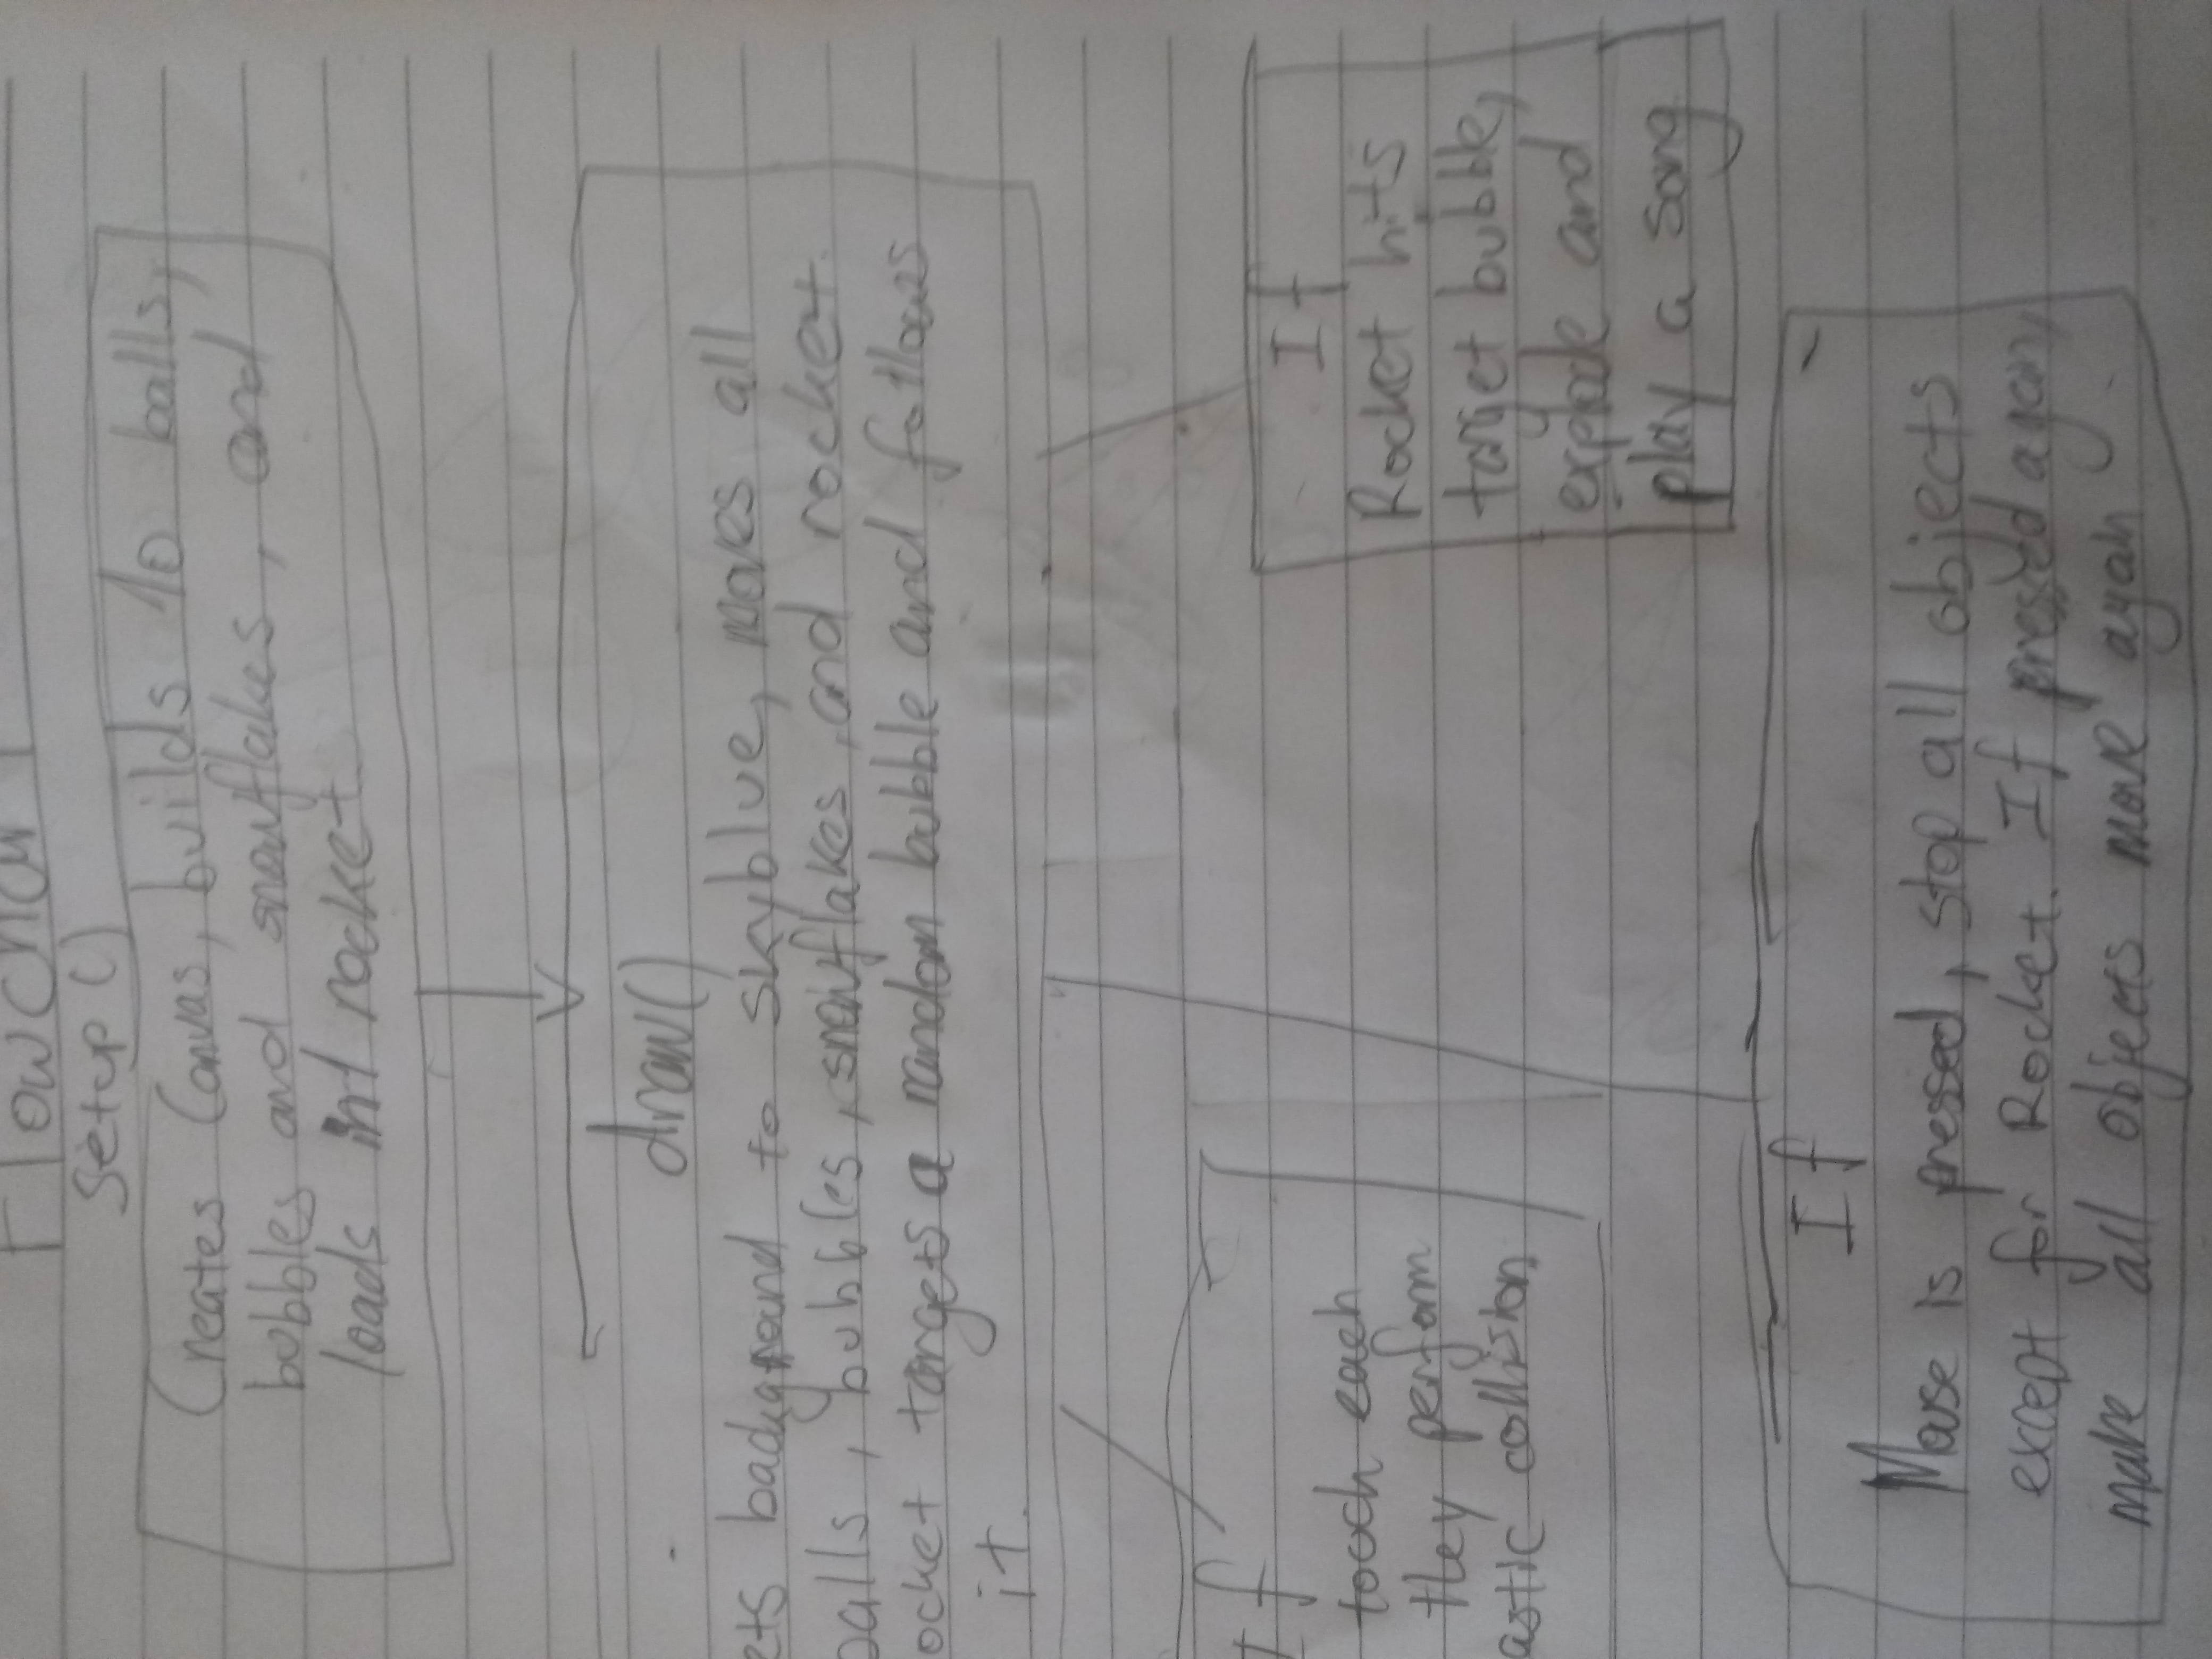 Flowchart
Setup()
Creates Canvas, builds 10 balls,
bubbles and snowflakes, and
loads in 1 rocket
draw()
ets background to skyblue, moves all
balls, bubbles, snowflakes, and rocket.
ocket targets a random bubble and follows
it.
If
touch each
they perform
astic collision
If
Rocket hits
target bubble,
explode and
play a song
If
Mouse is pressed, stop all objects
except for Rocket. If pressed again,
make all objects move again